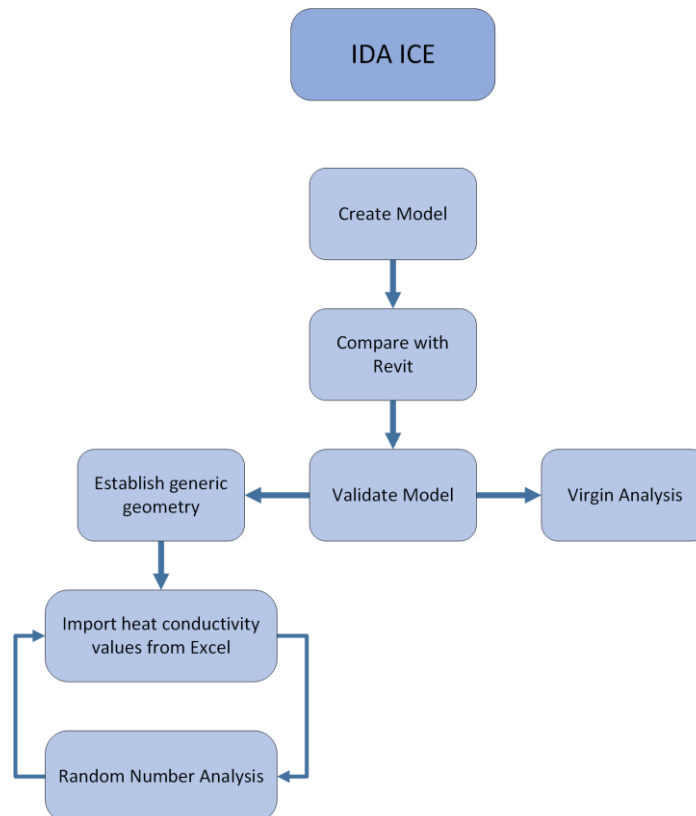 IDA ICE
Create Model
Compare with
Revit
Establish generic
geometry
Validate Model
Virgin Analysis
Import heat conductivity
values from Excel
Random Number Analysis